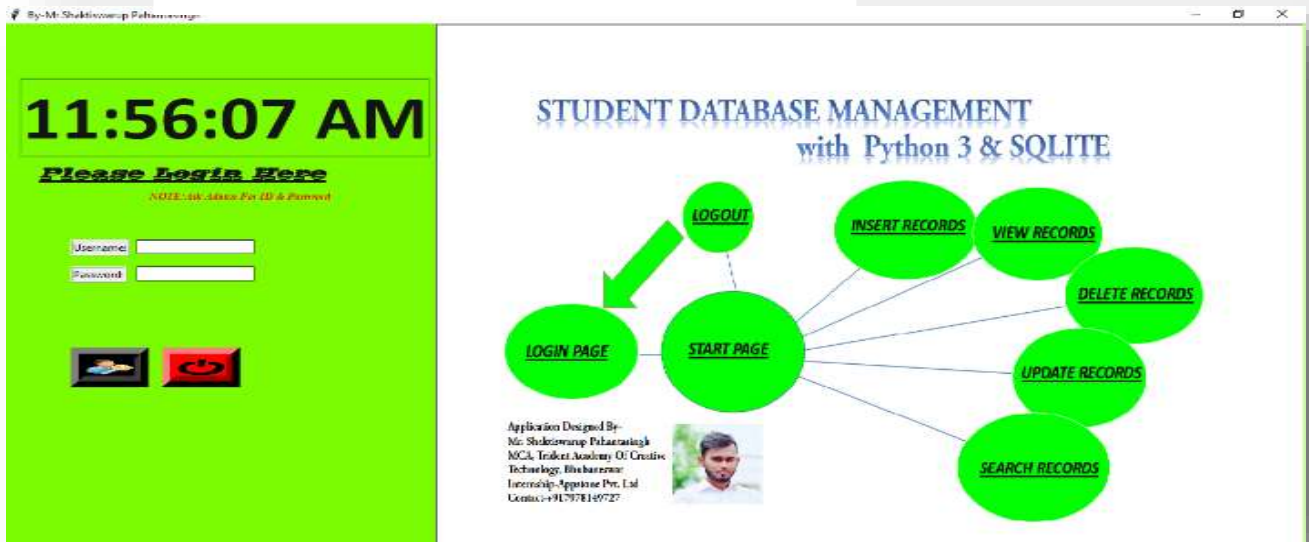 By-Mr.Shaktiswarup Pahantasingh
11:56:07 AM
Please Login Here
NOTE:Ask Admin For ID & Password
Username:
Password:
STUDENT DATABASE MANAGEMENT
with Python 3 & SQLITE
LOGOUT
INSERT RECORDS
VIEW RECORDS
DELETE RECORDS
LOGIN PAGE
START PAGE
UPDATE RECORDS
SEARCH RECORDS
Application Designed By-
Mr. Shaktiswarup Pahantasingh
MCA, Trident Academy Of Creative
Technology, Bhubaneswar
Internship-Appstone Pvt. Ltd
Contact-+917978149727